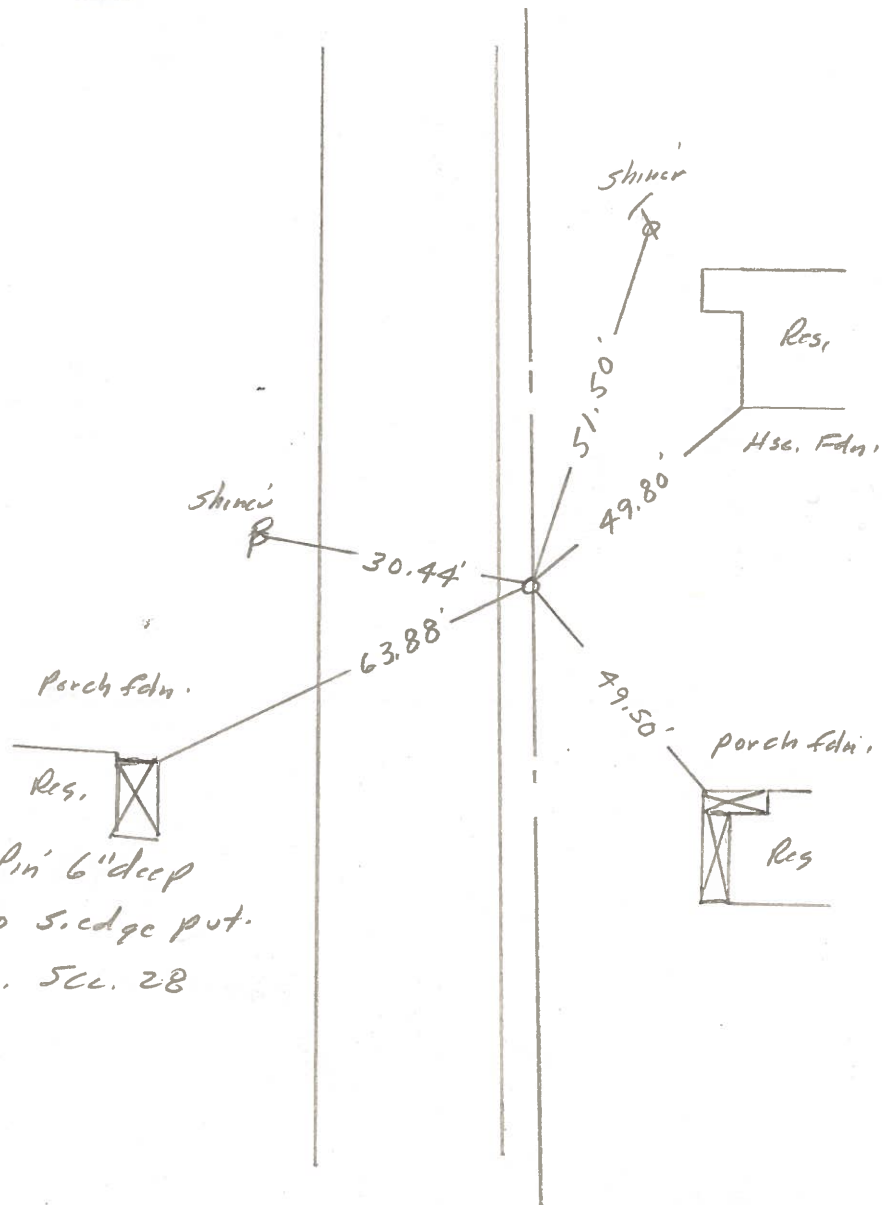 shiner
Res.
51.50'
Hse. Fdn.
49.80'
shiner
30.44'
63.88'
Porch fdn.
49.50'
porch fdn.
Res.
Res
Pin 6" deep
S. edge pvt.
Sec. 28